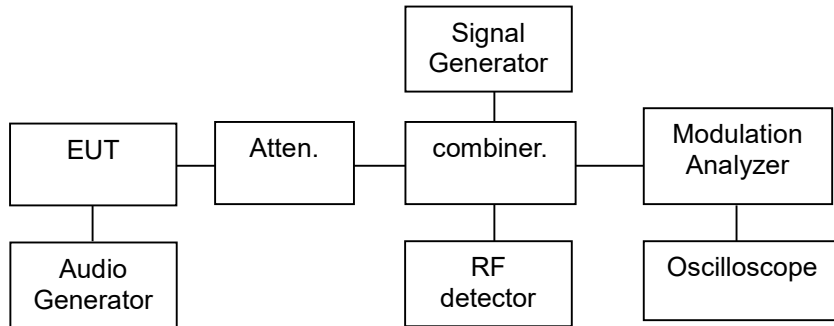 Signal
Generator
EUT
Atten.
combiner.
Modulation
Analyzer
Audio
Generator
RF
detector
Oscilloscope